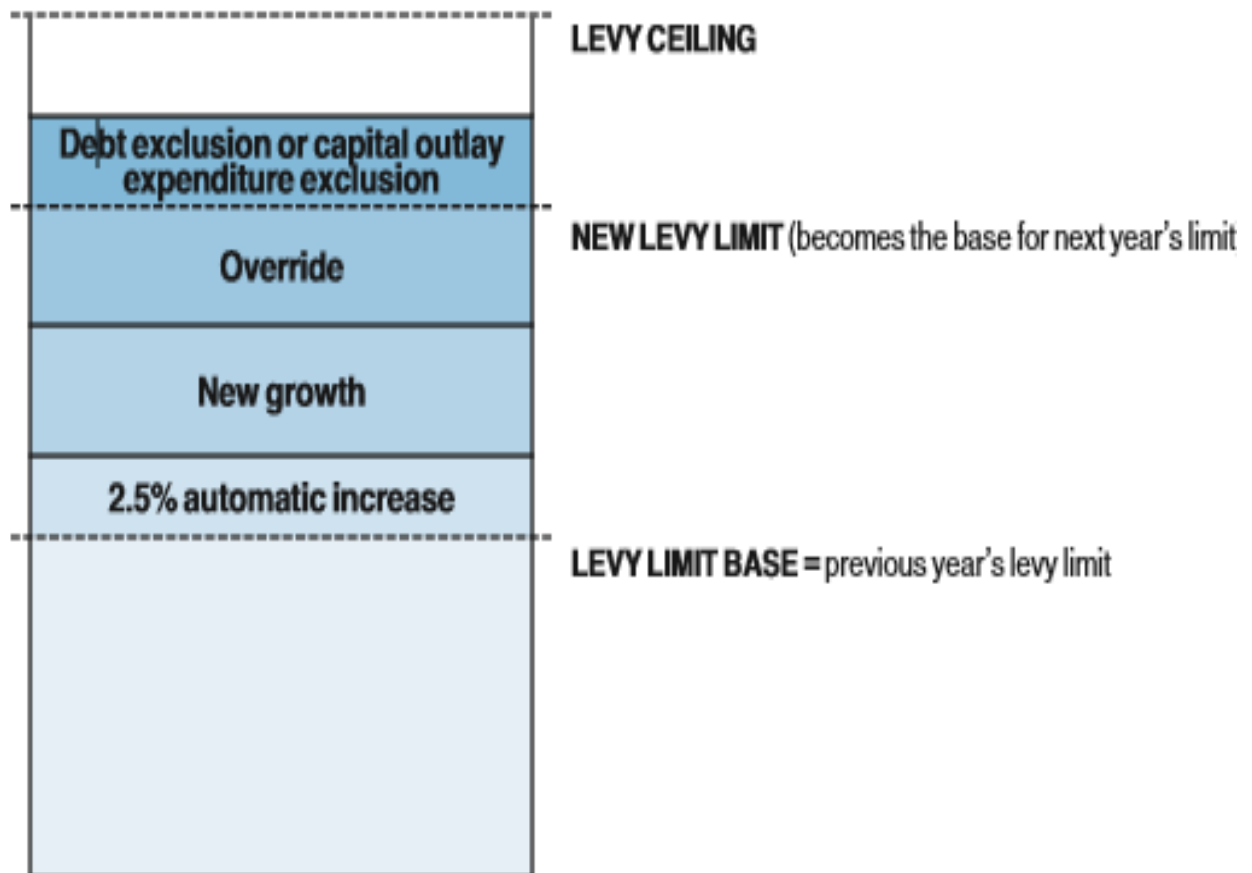 LEVY CEILING
Debt exclusion or capital outlay
expenditure exclusion
NEW LEVY LIMIT (becomes the base for next year's limit
Override
New growth
2.5% automatic increase
LEVY LIMIT BASE = previous year's levy limit